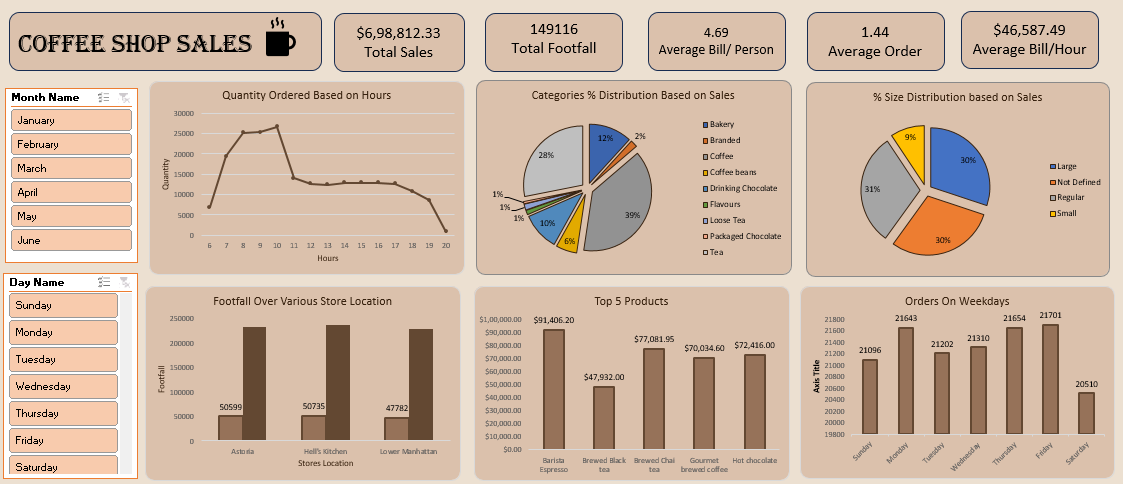 COFFEE SHOP SALES
$6,98,812.33
Total Sales
149116
Total Footfall
4.69
Average Bill/ Person
1.44
Average Order
$46,587.49
Average Bill/Hour
Month Name
January
February
March
April
May
June
Day Name
Sunday
Monday
Tuesday
Wednesday
Thursday
Friday
Saturday
Quantity Ordered Based on Hours
30000
25000
20000
15000
10000
5000
0
Quantity
6 7 8 9 10 11 12 13 14 15 16 17 18 19 20
Hours
Categories % Distribution Based on Sales
12%
2%
39%
6%
10%
1%
1%
1%
28%
Bakery
Branded
Coffee
Coffee beans
Drinking Chocolate
Flavours
Loose Tea
Packaged Chocolate
Tea
% Size Distribution based on Sales
30%
30%
31%
9%
Large
Not Defined
Regular
Small
Footfall Over Various Store Location
250000
200000
150000
100000
50000
0
Footfall
50599 50735 47782
Astoria Hell's Kitchen Lower Manhattan
Stores Location
Top 5 Products
$1,00,000.00
$90,000.00
$80,000.00
$70,000.00
$60,000.00
$50,000.00
$40,000.00
$30,000.00
$20,000.00
$10,000.00
$0.00
$91,406.20
$47,932.00
$77,081.95
$70,034.60
$72,416.00
Barista Espresso
Brewed Black tea
Brewed Chai tea
Gourmet brewed coffee
Hot chocolate
Orders On Weekdays
21800
21600
21400
21200
21000
20800
20600
20400
20200
20000
19800
Axis Title
21096
21643
21202
21310
21654
21701
20510
Sunday
Monday
Tuesday
Wednesday
Thursday
Friday
Saturday